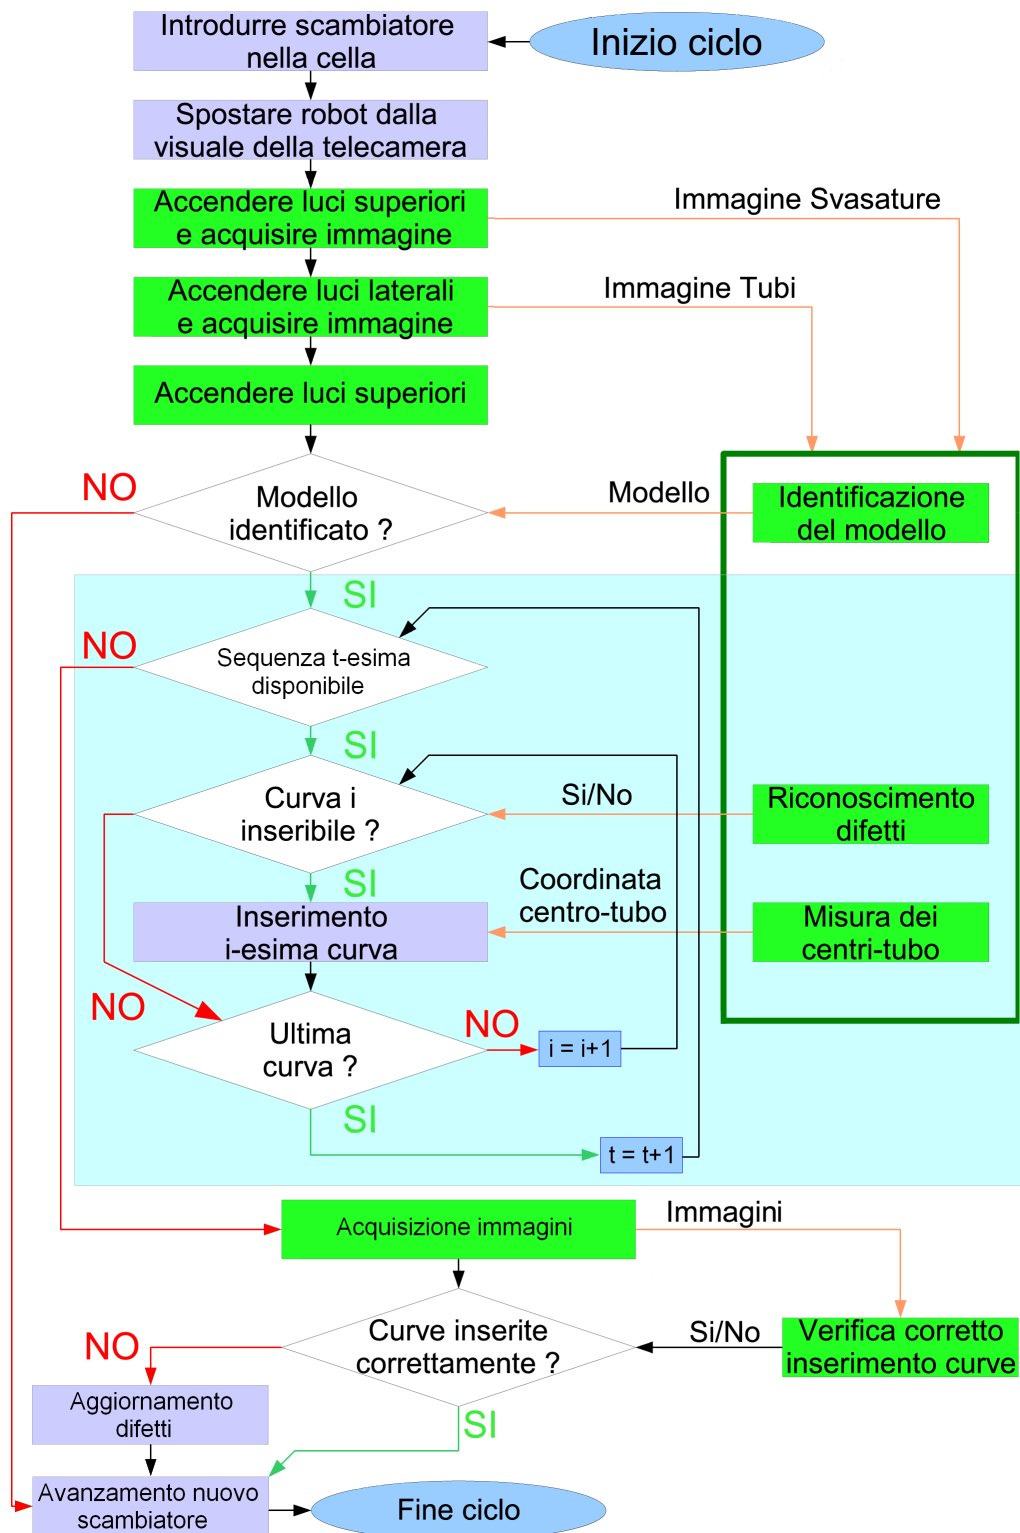 Introdurre scambiatore
nella cella
Inizio ciclo
Spostare robot dalla
visuale della telecamera
Accendere luci superiori
e acquisire immagine
Immagine Svasature
Accendere luci laterali
e acquisire immagine
Immagine Tubi
Accendere luci superiori
NO
Modello
identificato ?
Modello
Identificazione
del modello
SI
NO
Sequenza t-esima
disponibile
SI
Curva i
inseribile ?
Si/No
Riconoscimento
difetti
SI
Coordinata
centro-tubo
Inserimento
i-esima curva
Misura dei
centri-tubo
NO
Ultima
curva ?
NO
i = i+1
SI
t = t+1
Acquisizione immagini
Immagini
Curve inserite
correttamente ?
Si/No
Verifica corretto
inserimento curve
NO
Aggiornamento
difetti
SI
Avanzamento nuovo
scambiatore
Fine ciclo